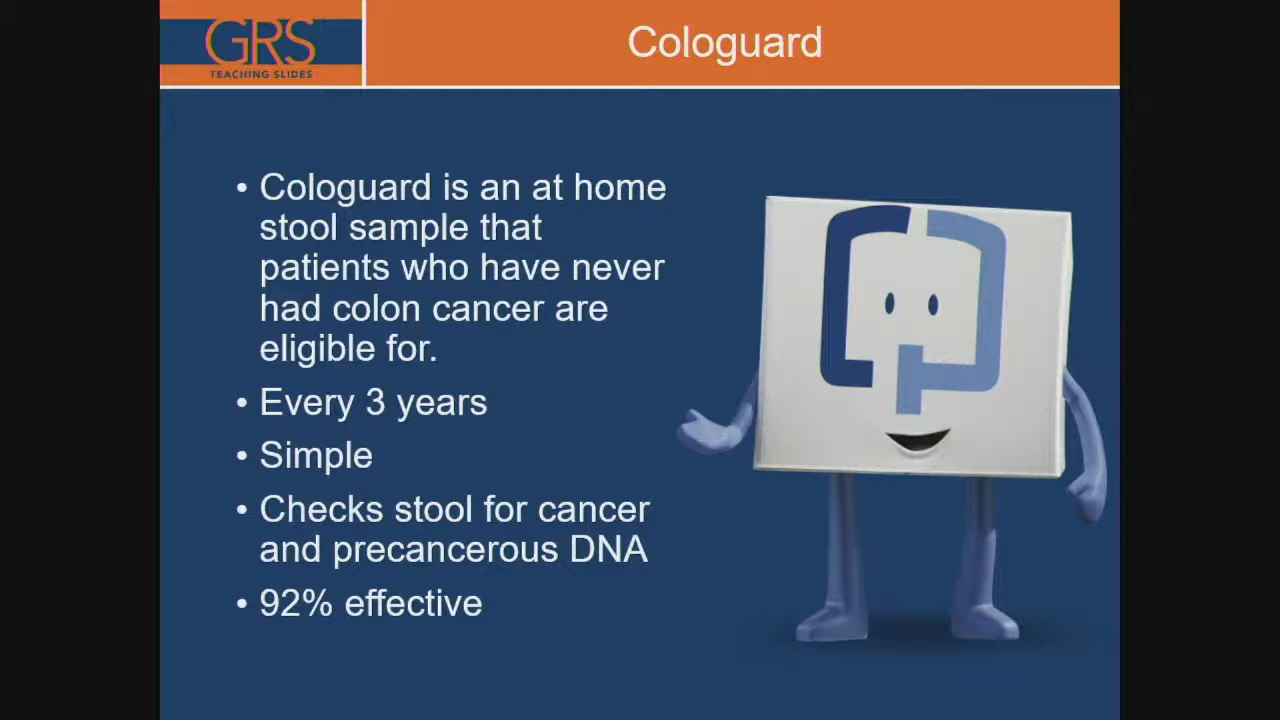 GRS
TEACHING SLIDES
Cologuard
• Cologuard is an at home
stool sample that
patients who have never
had colon cancer are
eligible for.
• Every 3 years
• Simple
• Checks stool for cancer
and precancerous DNA
• 92% effective